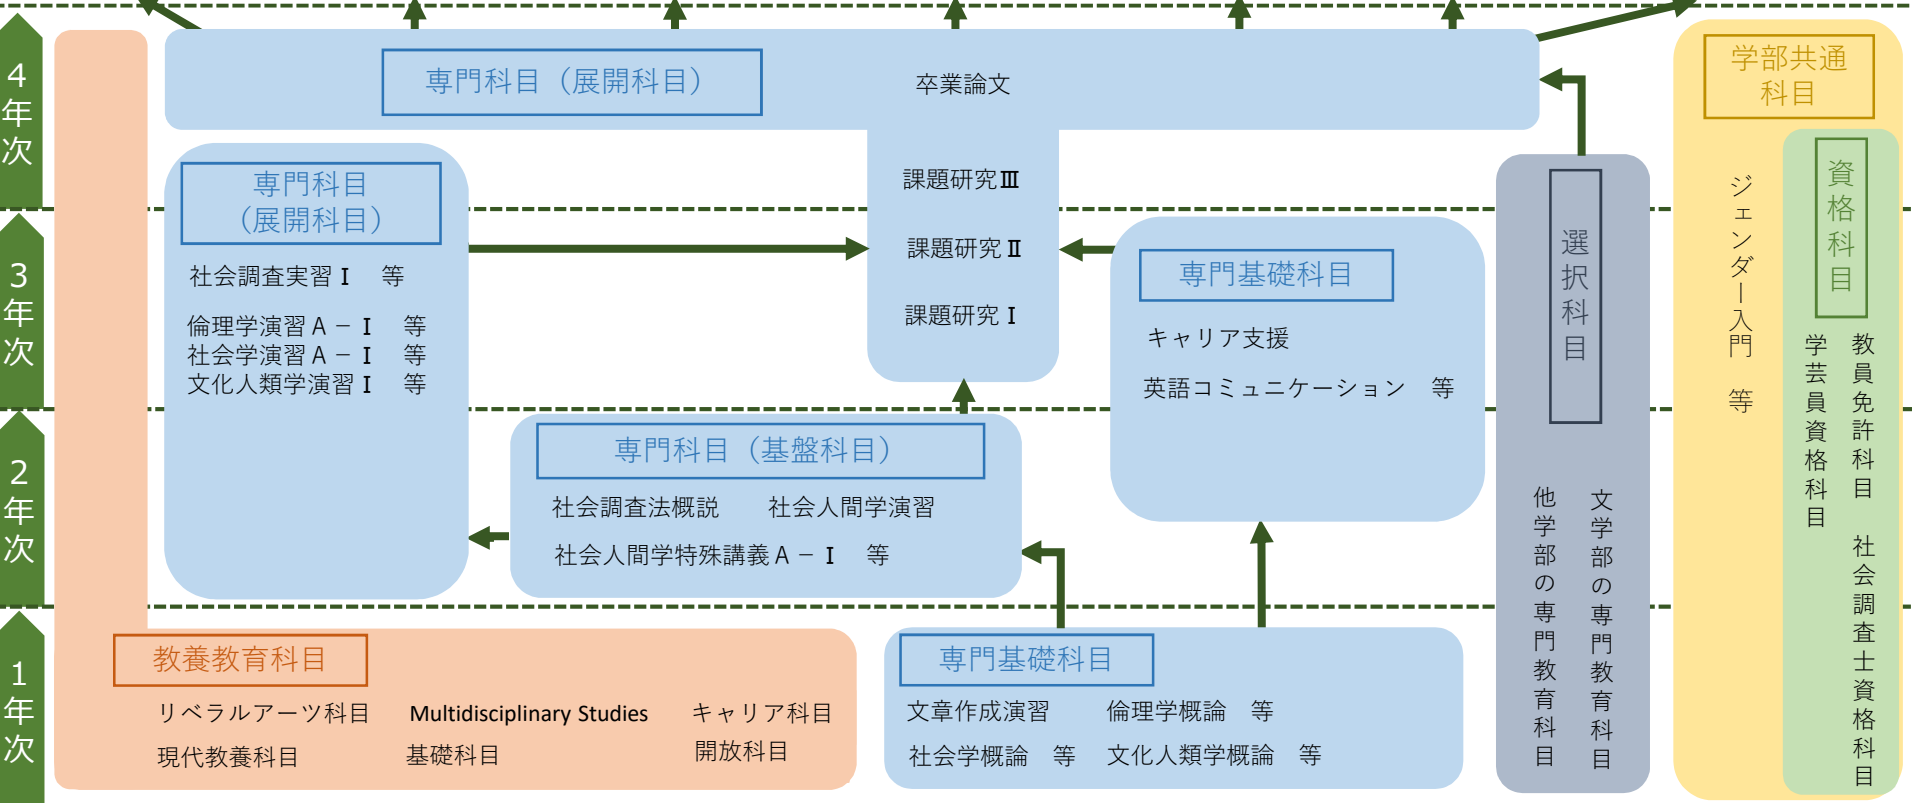 4年次
専門科目（展開科目）
卒業論文
課題研究Ⅲ
専門科目
（展開科目）
3年次
課題研究Ⅱ
課題研究Ⅰ
社会調査実習Ⅰ　等
倫理学演習A－Ⅰ　等
社会学演習A－Ⅰ　等
文化人類学演習Ⅰ　等
専門基礎科目
キャリア支援
英語コミュニケーション　等
2年次
専門科目（基盤科目）
社会調査法概説　社会人間学演習
社会人間学特殊講義A－Ⅰ　等
1年次
教養教育科目
リベラルアーツ科目　Multidisciplinary Studies　キャリア科目
現代教養科目　基礎科目　開放科目
専門基礎科目
文章作成演習　倫理学概論　等
社会学概論　等　文化人類学概論　等
選択科目
文学部の専門教育科目
他学部の専門教育科目
学部共通
科目
ジェンダー入門　等
資格科目
教員免許科目　社会調査士資格科目
学芸員資格科目